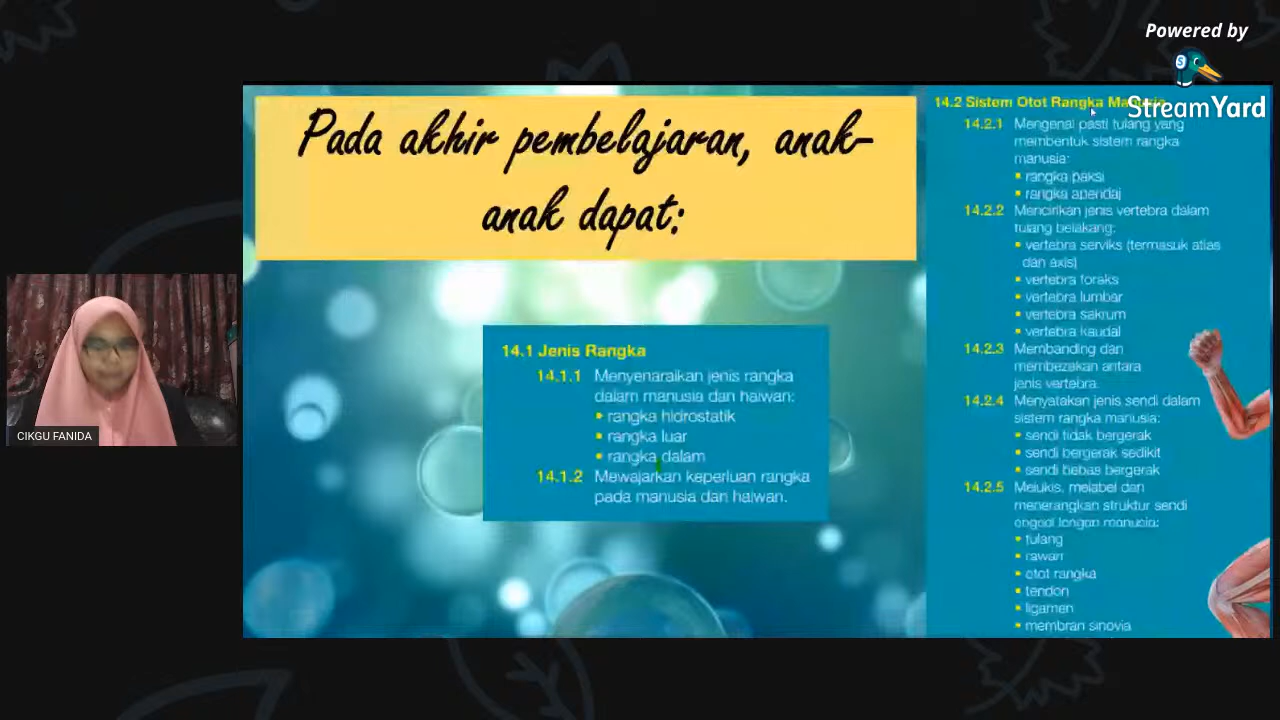 Powered by
StreamYard
Pada akhir pembelajaran, anak-
anak dapat:
14.1 Jenis Rangka
14.1.1 Menyenaraikan jenis rangka
dalam manusia dan haiwan:
• rangka hidrostatik
• rangka luar
• rangka dalam
14.1.2 Mewajarkan keperluan rangka
pada manusia dan haiwan.
14.2 Sistem Otot Rangka
14.2.1 Mengenal pasti tulang yang
membentuk sistem rangka
manusia:
• rangka paksi
• rangka apendaj
14.2.2 Mencirikan jenis vertebra dalam
tulang belakang:
• vertebra serviks (termasuk atlas
dan axis)
• vertebra toraks
• vertebra lumbar
• vertebra sakrum
• vertebra kaudal
14.2.3 Membanding dan
membezakan antara
jenis vertebra.
14.2.4 Menyatakan jenis sendi dalam
sistem rangka manusia:
• sendi tidak bergerak
• sendi bergerak sedikit
• sendi bebas bergerak
14.2.5 Melukis, melabel dan
menerangkan struktur sendi
engsel lengan manusia:
• tulang
• rawan
• otot rangka
• tendon
• ligamen
• membran sinovia
CIKGU FANIDA